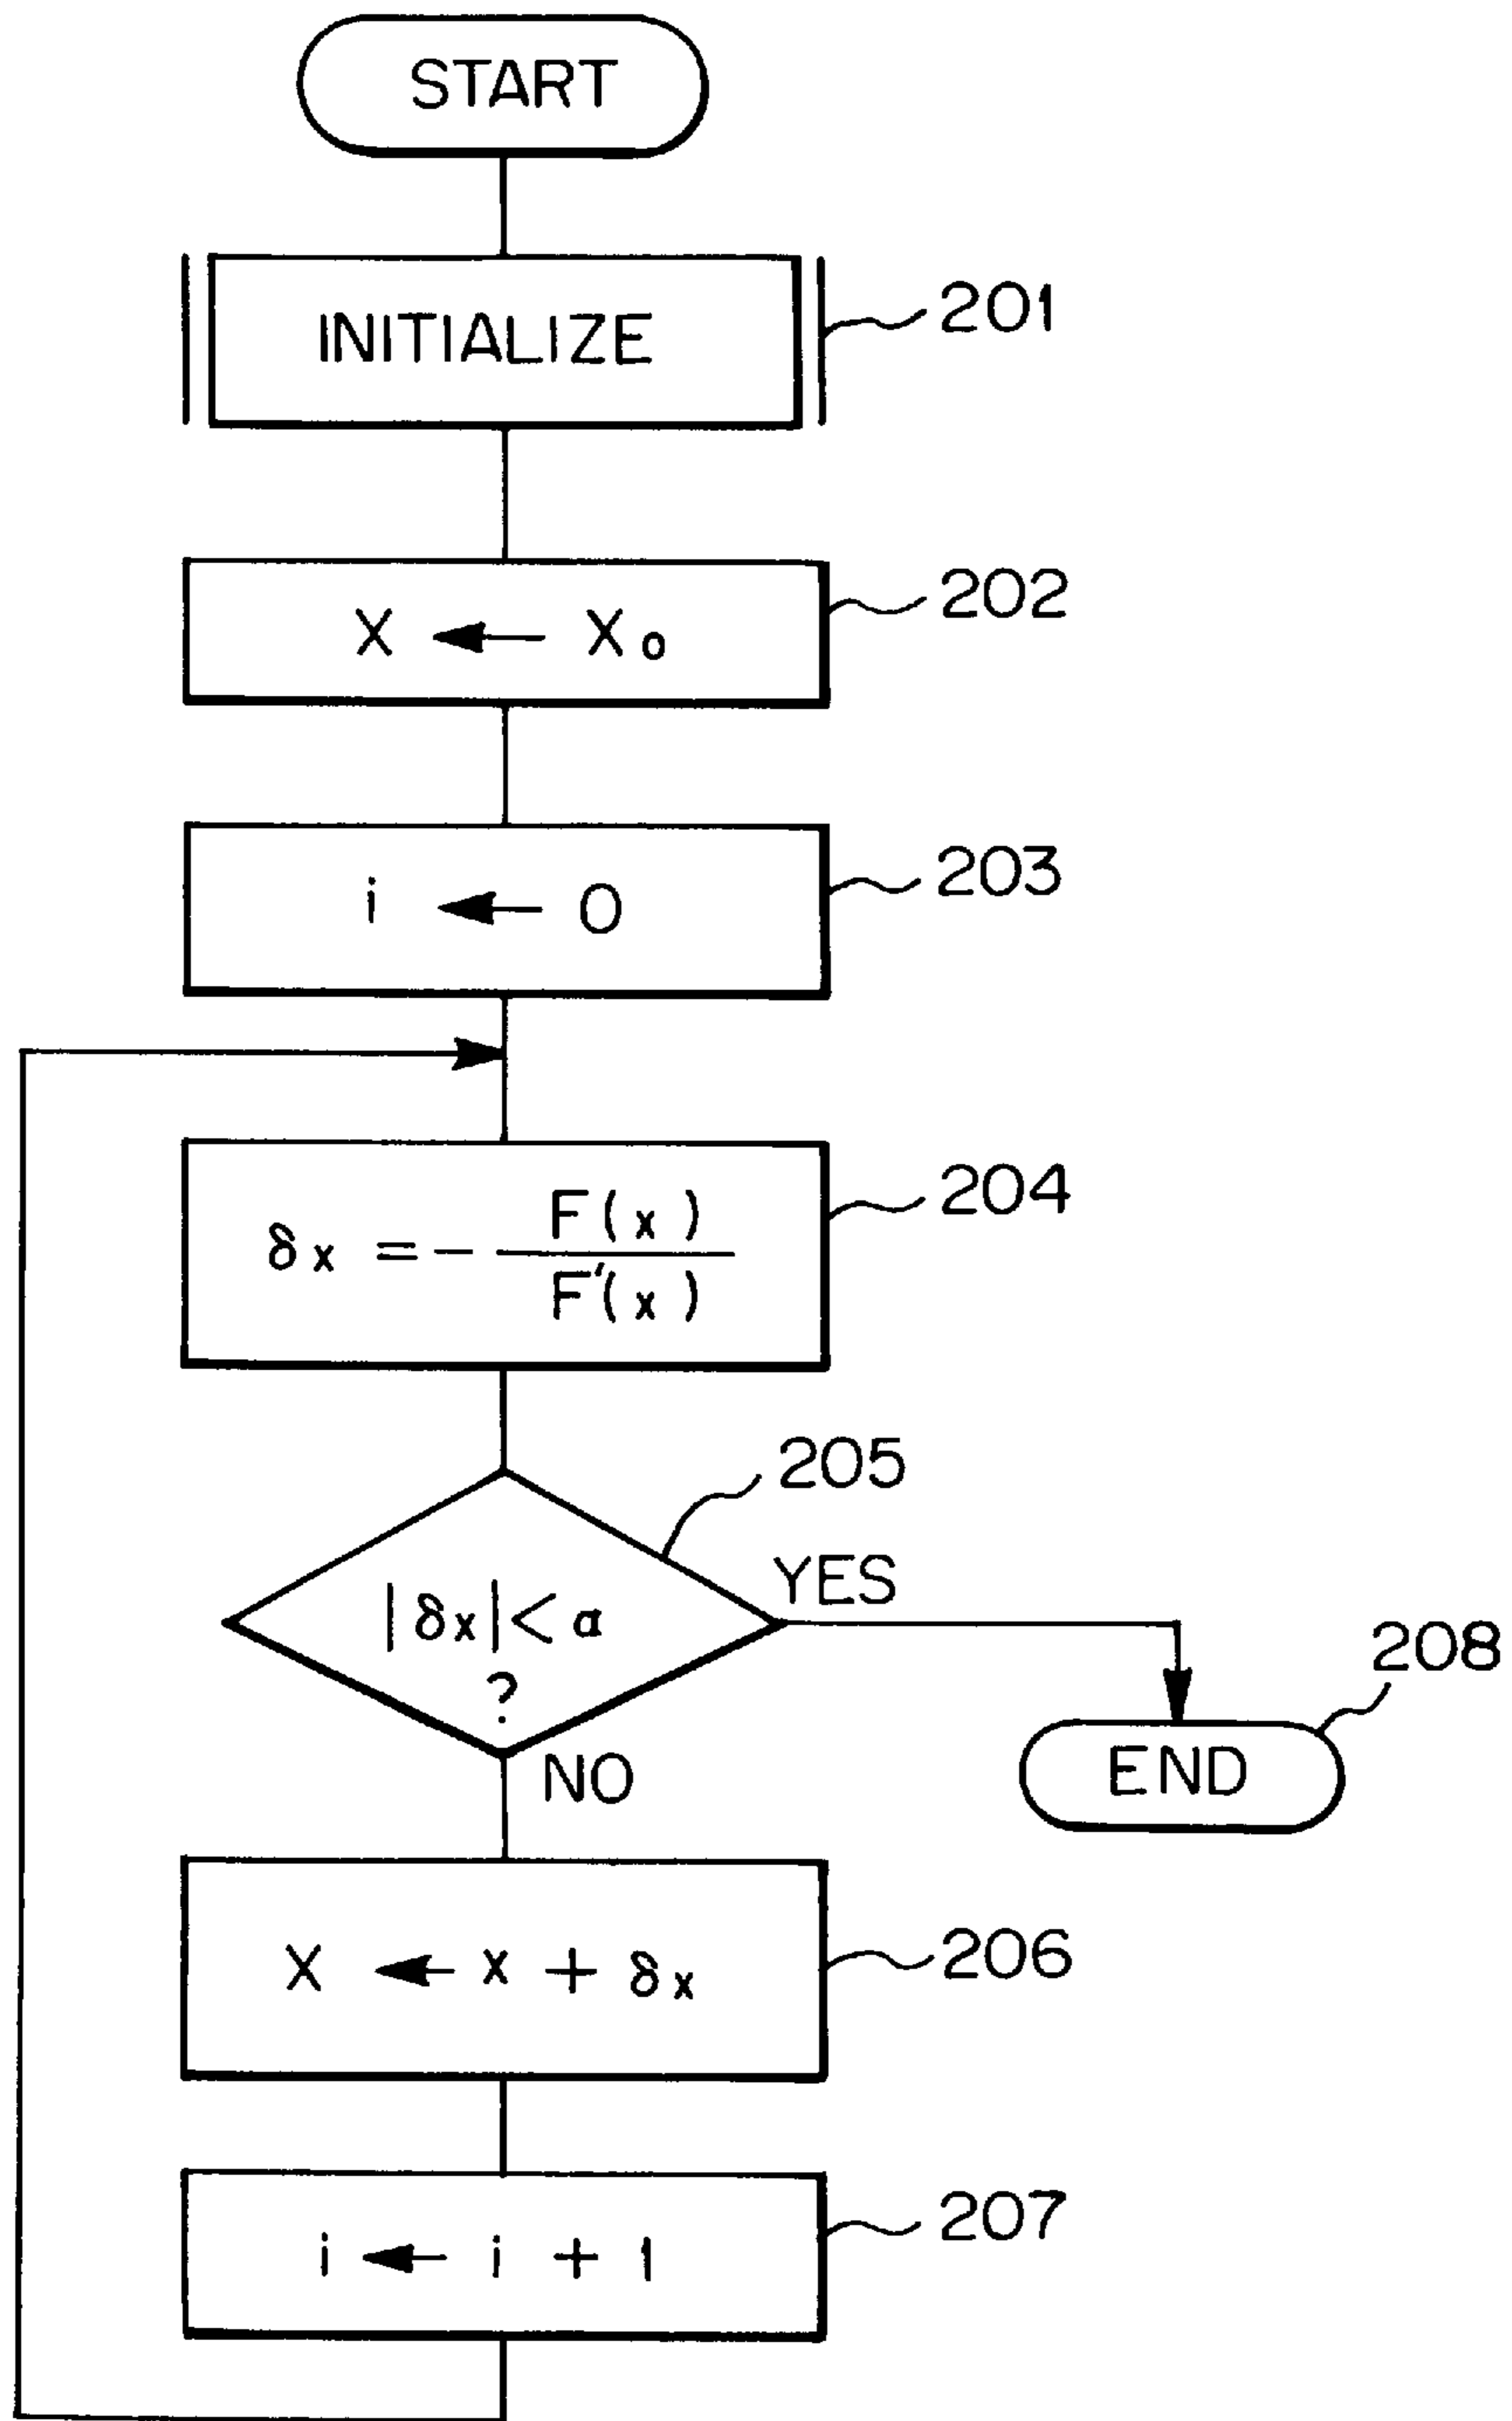 START
INITIALIZE
201
X ← X₀
202
i ← 0
203
δx = - F(x) / F'(x)
204
205
|δx| < α
?
YES
208
END
NO
X ← x + δx
206
i ← i + 1
207